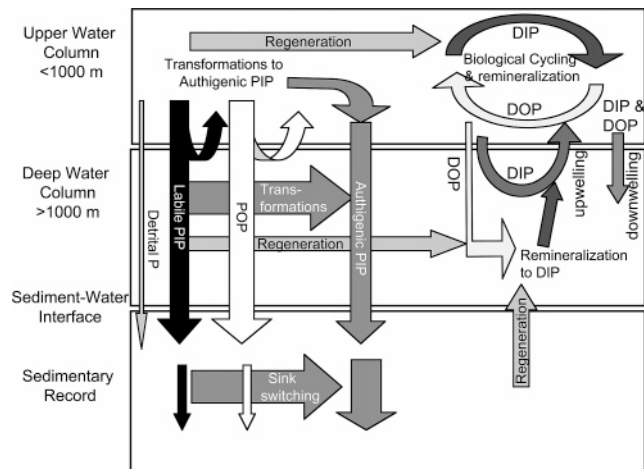 Upper Water
Column
<1000 m
Regeneration
Transformations to
Authigenic PIP
DIP
Biological Cycling
& remineralization
DOP
DIP &
DOP
Deep Water
Column
>1000 m
Detrital P
Labile PIP
POP
Trans-
formations
Authigenic PIP
Regeneration
DOP
DIP
upwelling
downwelling
Remineralization
to DIP
Sediment-Water
Interface
Regeneration
Sedimentary
Record
Sink
switching